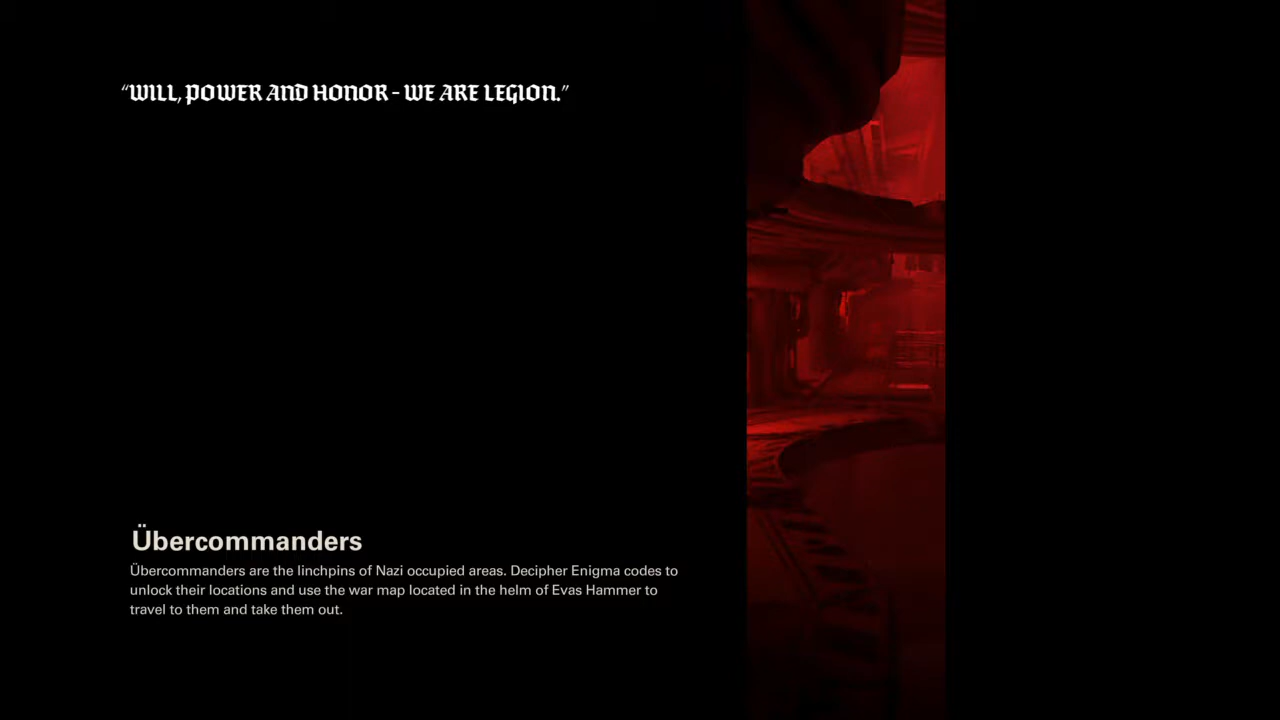 “WILL, POWER AND HONOR - WE ARE LEGION.”
Übercommanders
Übercommanders are the linchpins of Nazi occupied areas. Decipher Enigma codes to
unlock their locations and use the war map located in the helm of Evas Hammer to
travel to them and take them out.